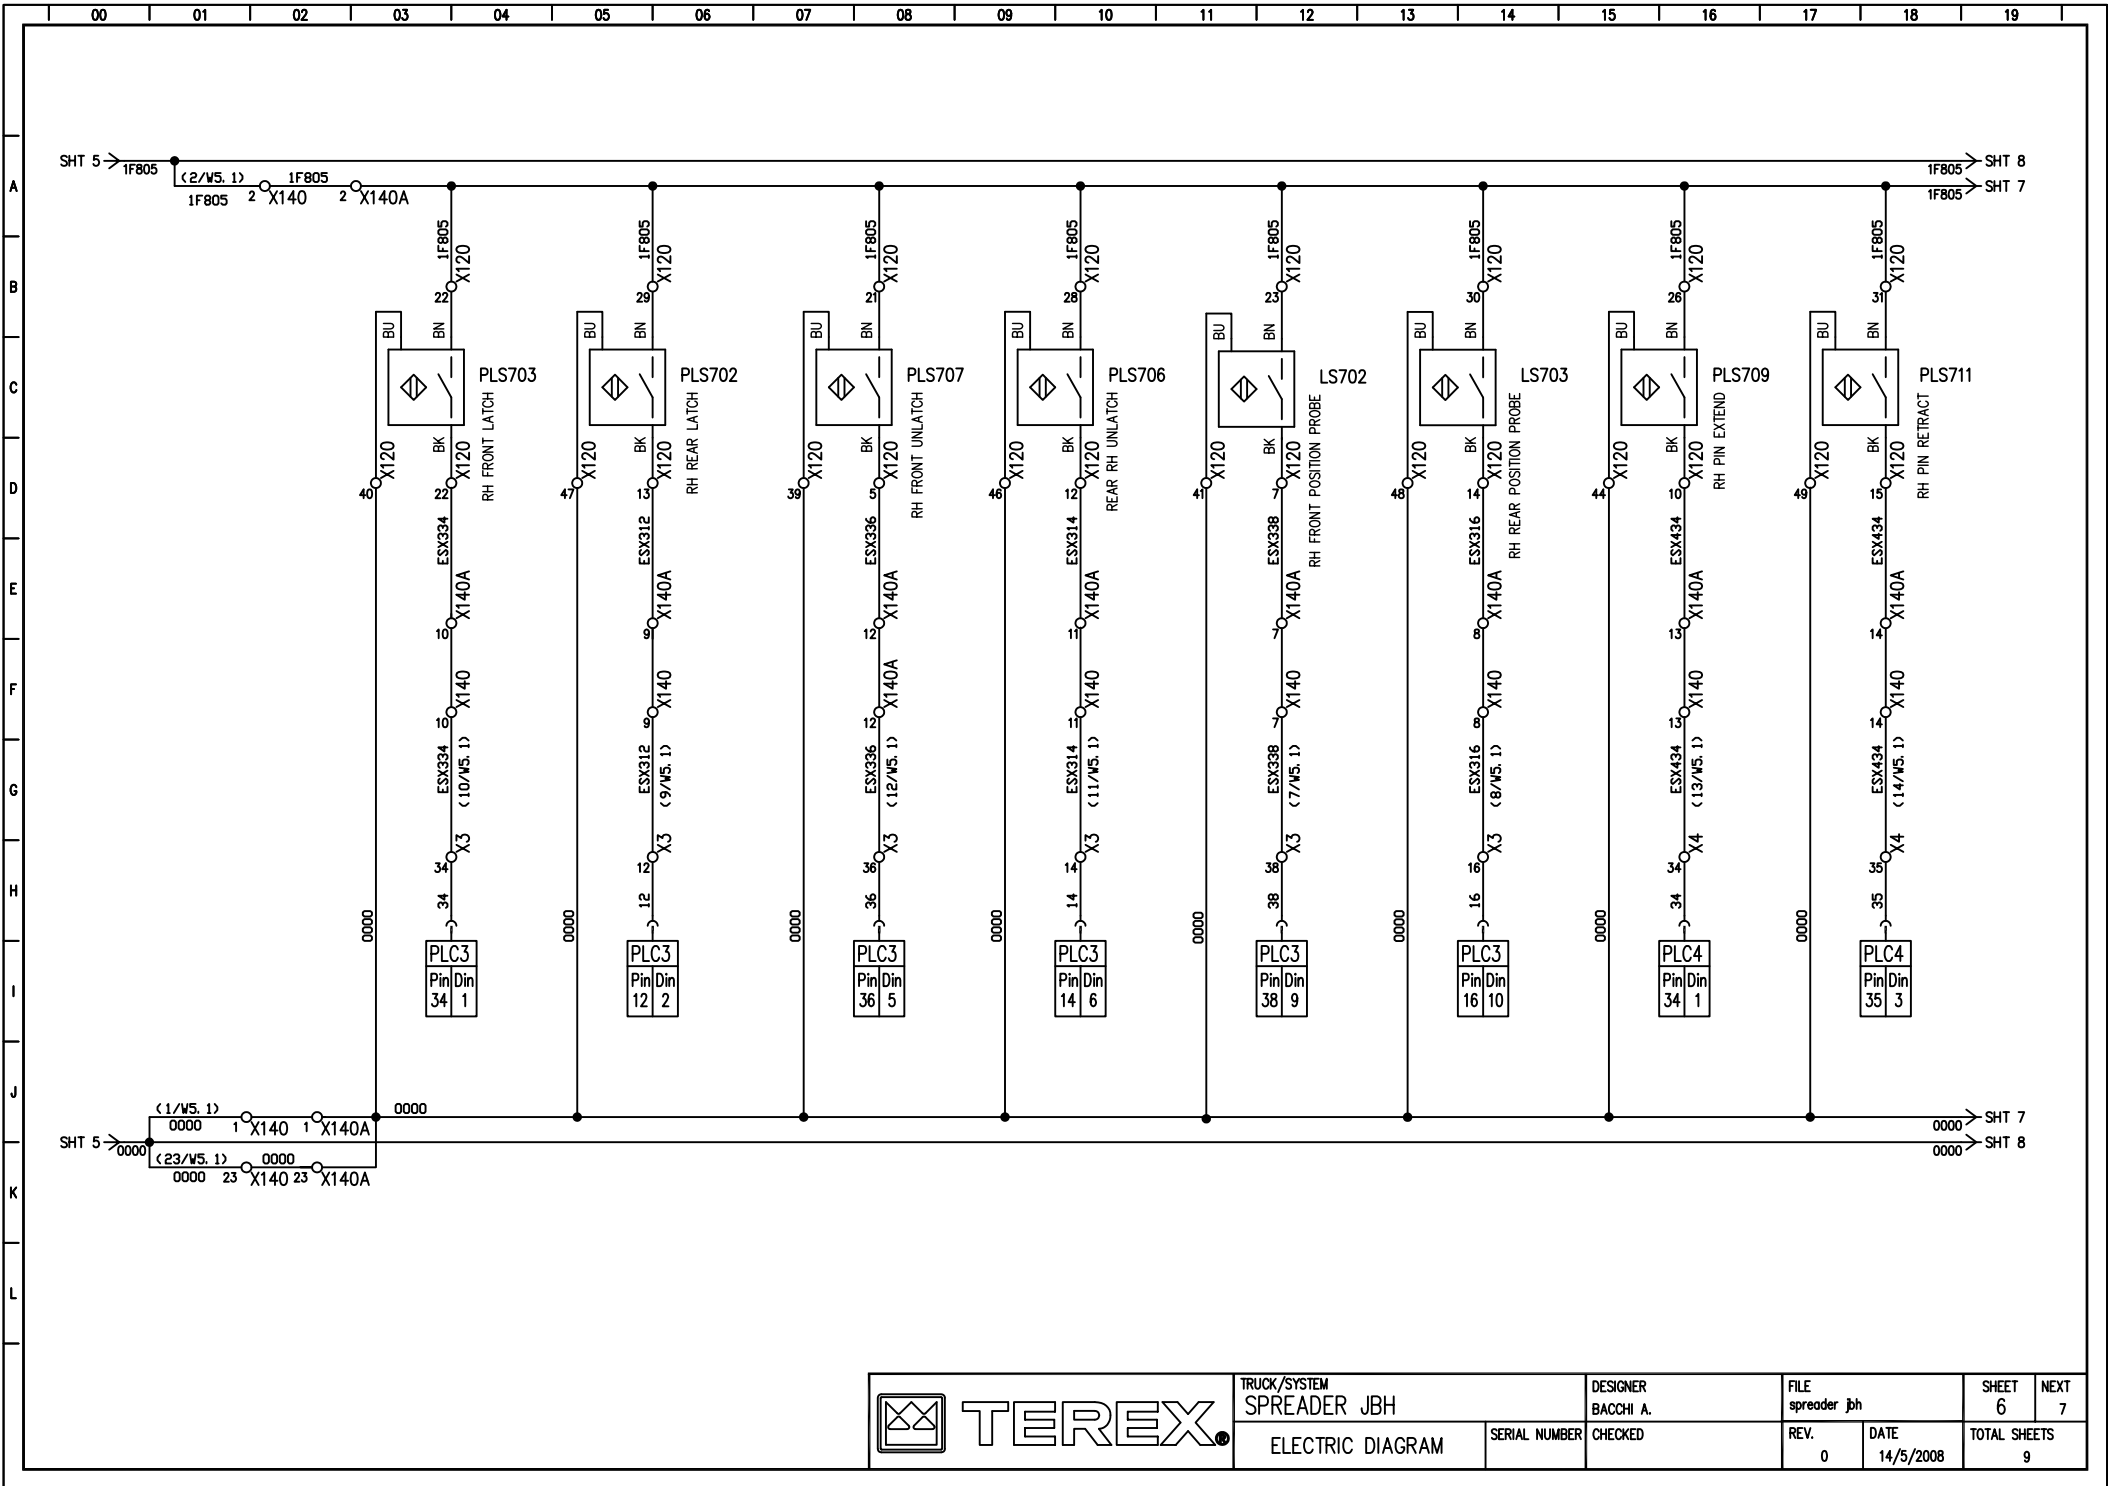 00 01 02 03 04 05 06 07 08 09 10 11 12 13 14 15 16 17 18 19
A
B
C
D
E
F
G
H
I
J
K
L
SHT 5 1F805 1F805 SHT 8
(2/W5.1) 1F805 1F805 SHT 7
1F805 2 X140 2 X140A
1F805 1F805 1F805 1F805 1F805 1F805 1F805 1F805
X120 X120 X120 X120 X120 X120 X120 X120
22 29 21 28 23 30 26 31
BU BN BU BN BU BN BU BN BU BN BU BN BU BN BU BN
PLS703 PLS702 PLS707 PLS706 LS702 LS703 PLS709 PLS711
RH FRONT LATCH
RH REAR LATCH
RH FRONT UNLATCH
REAR RH UNLATCH
RH FRONT POSITION PROBE
RH REAR POSITION PROBE
RH PIN EXTEND
RH PIN RETRACT
BK BK BK BK BK BK BK BK
X120 X120 X120 X120 X120 X120 X120 X120 X120 X120 X120 X120 X120 X120 X120 X120
40 22 47 13 39 5 46 12 41 7 48 14 44 10 49 15
ESX334 ESX312 ESX336 ESX314 ESX338 ESX316 ESX434 ESX434
X140A X140A X140A X140A X140A X140A X140A X140A
10 9 12 11 7 8 13 14
X140 X140 X140A X140 X140 X140 X140 X140
10 9 12 11 7 8 13 14
ESX334 ESX312 ESX336 ESX314 ESX338 ESX316 ESX434 ESX434
(10/W5.1) (9/W5.1) (12/W5.1) (11/W5.1) (7/W5.1) (8/W5.1) (13/W5.1) (14/W5.1)
X3 X3 X3 X3 X3 X3 X4 X4
34 12 36 14 38 16 34 35
34 12 36 14 38 16 34 35
0000 0000 0000 0000 0000 0000 0000 0000
PLC3 PLC3 PLC3 PLC3 PLC3 PLC3 PLC4 PLC4
Pin Din Pin Din Pin Din Pin Din Pin Din Pin Din Pin Din Pin Din
34 1 12 2 36 5 14 6 38 9 16 10 34 1 35 3
(1/W5.1) 0000
0000 1 X140 1 X140A 0000 SHT 7
SHT 5 0000 0000 SHT 8
(23/W5.1) 0000
0000 23 X140 23 X140A
TEREX®
TRUCK/SYSTEM
SPREADER JBH
ELECTRIC DIAGRAM
SERIAL NUMBER
DESIGNER
BACCHI A.
CHECKED
FILE
spreader jbh
REV.
0
DATE
14/5/2008
SHEET
6
NEXT
7
TOTAL SHEETS
9